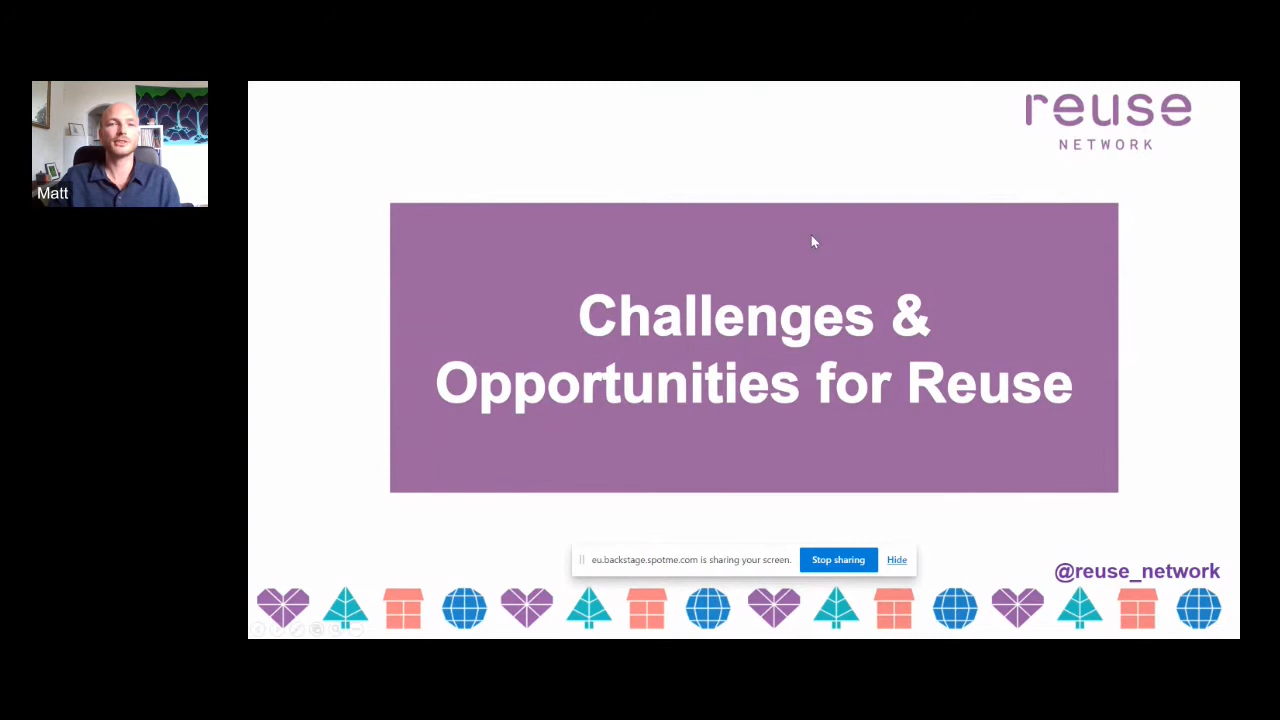 reuse
NETWORK
Matt
Challenges &
Opportunities for Reuse
eu.backstage.spotme.com is sharing your screen.
Stop sharing
Hide
@reuse_network